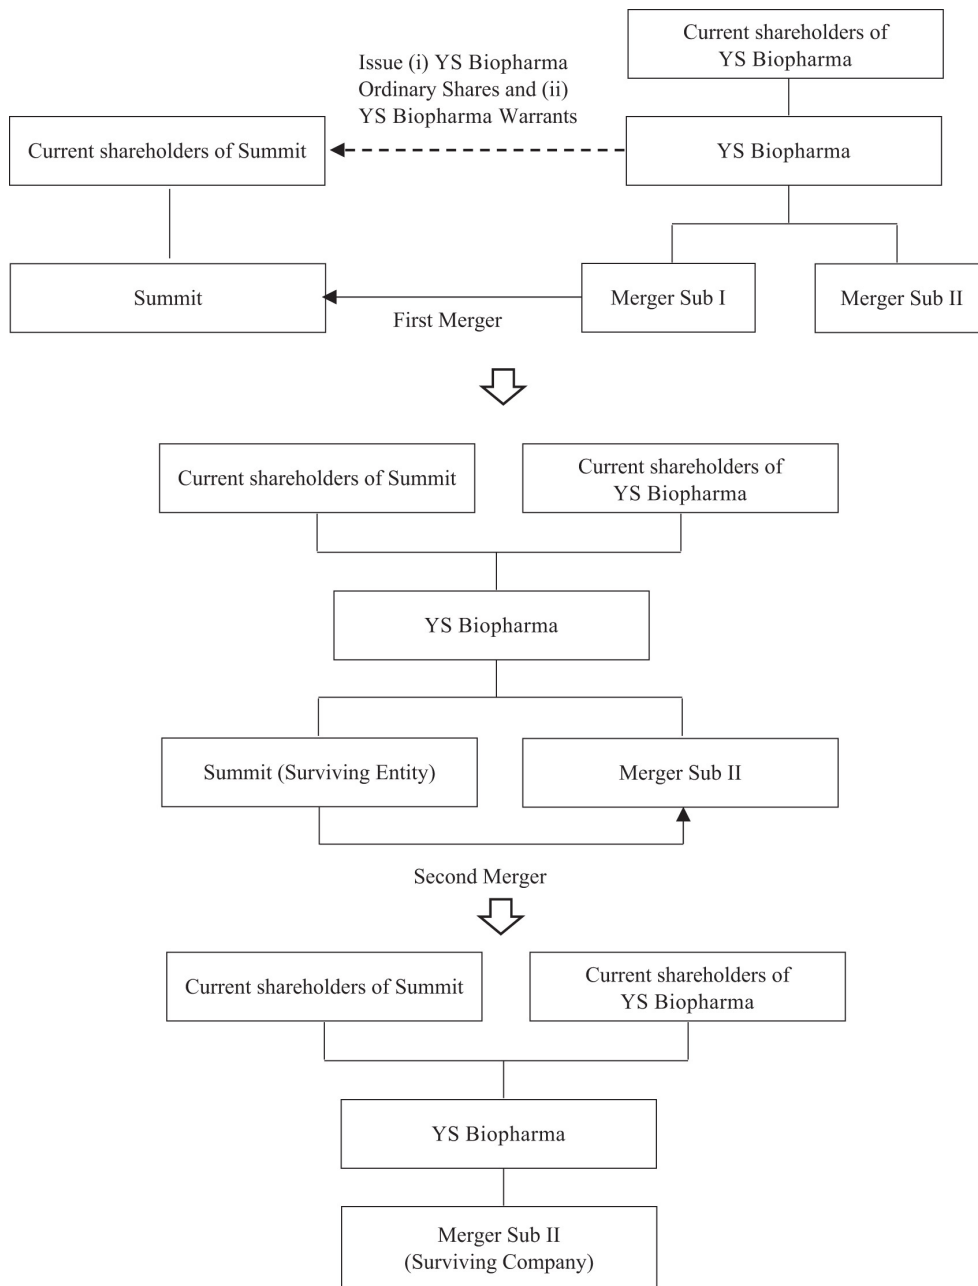 Current shareholders of
YS Biopharma
Issue (i) YS Biopharma
Ordinary Shares and (ii)
YS Biopharma Warrants
Current shareholders of Summit
YS Biopharma
Summit
Merger Sub I
Merger Sub II
First Merger
Current shareholders of Summit
Current shareholders of
YS Biopharma
YS Biopharma
Summit (Surviving Entity)
Merger Sub II
Second Merger
Current shareholders of Summit
Current shareholders of
YS Biopharma
YS Biopharma
Merger Sub II
(Surviving Company)